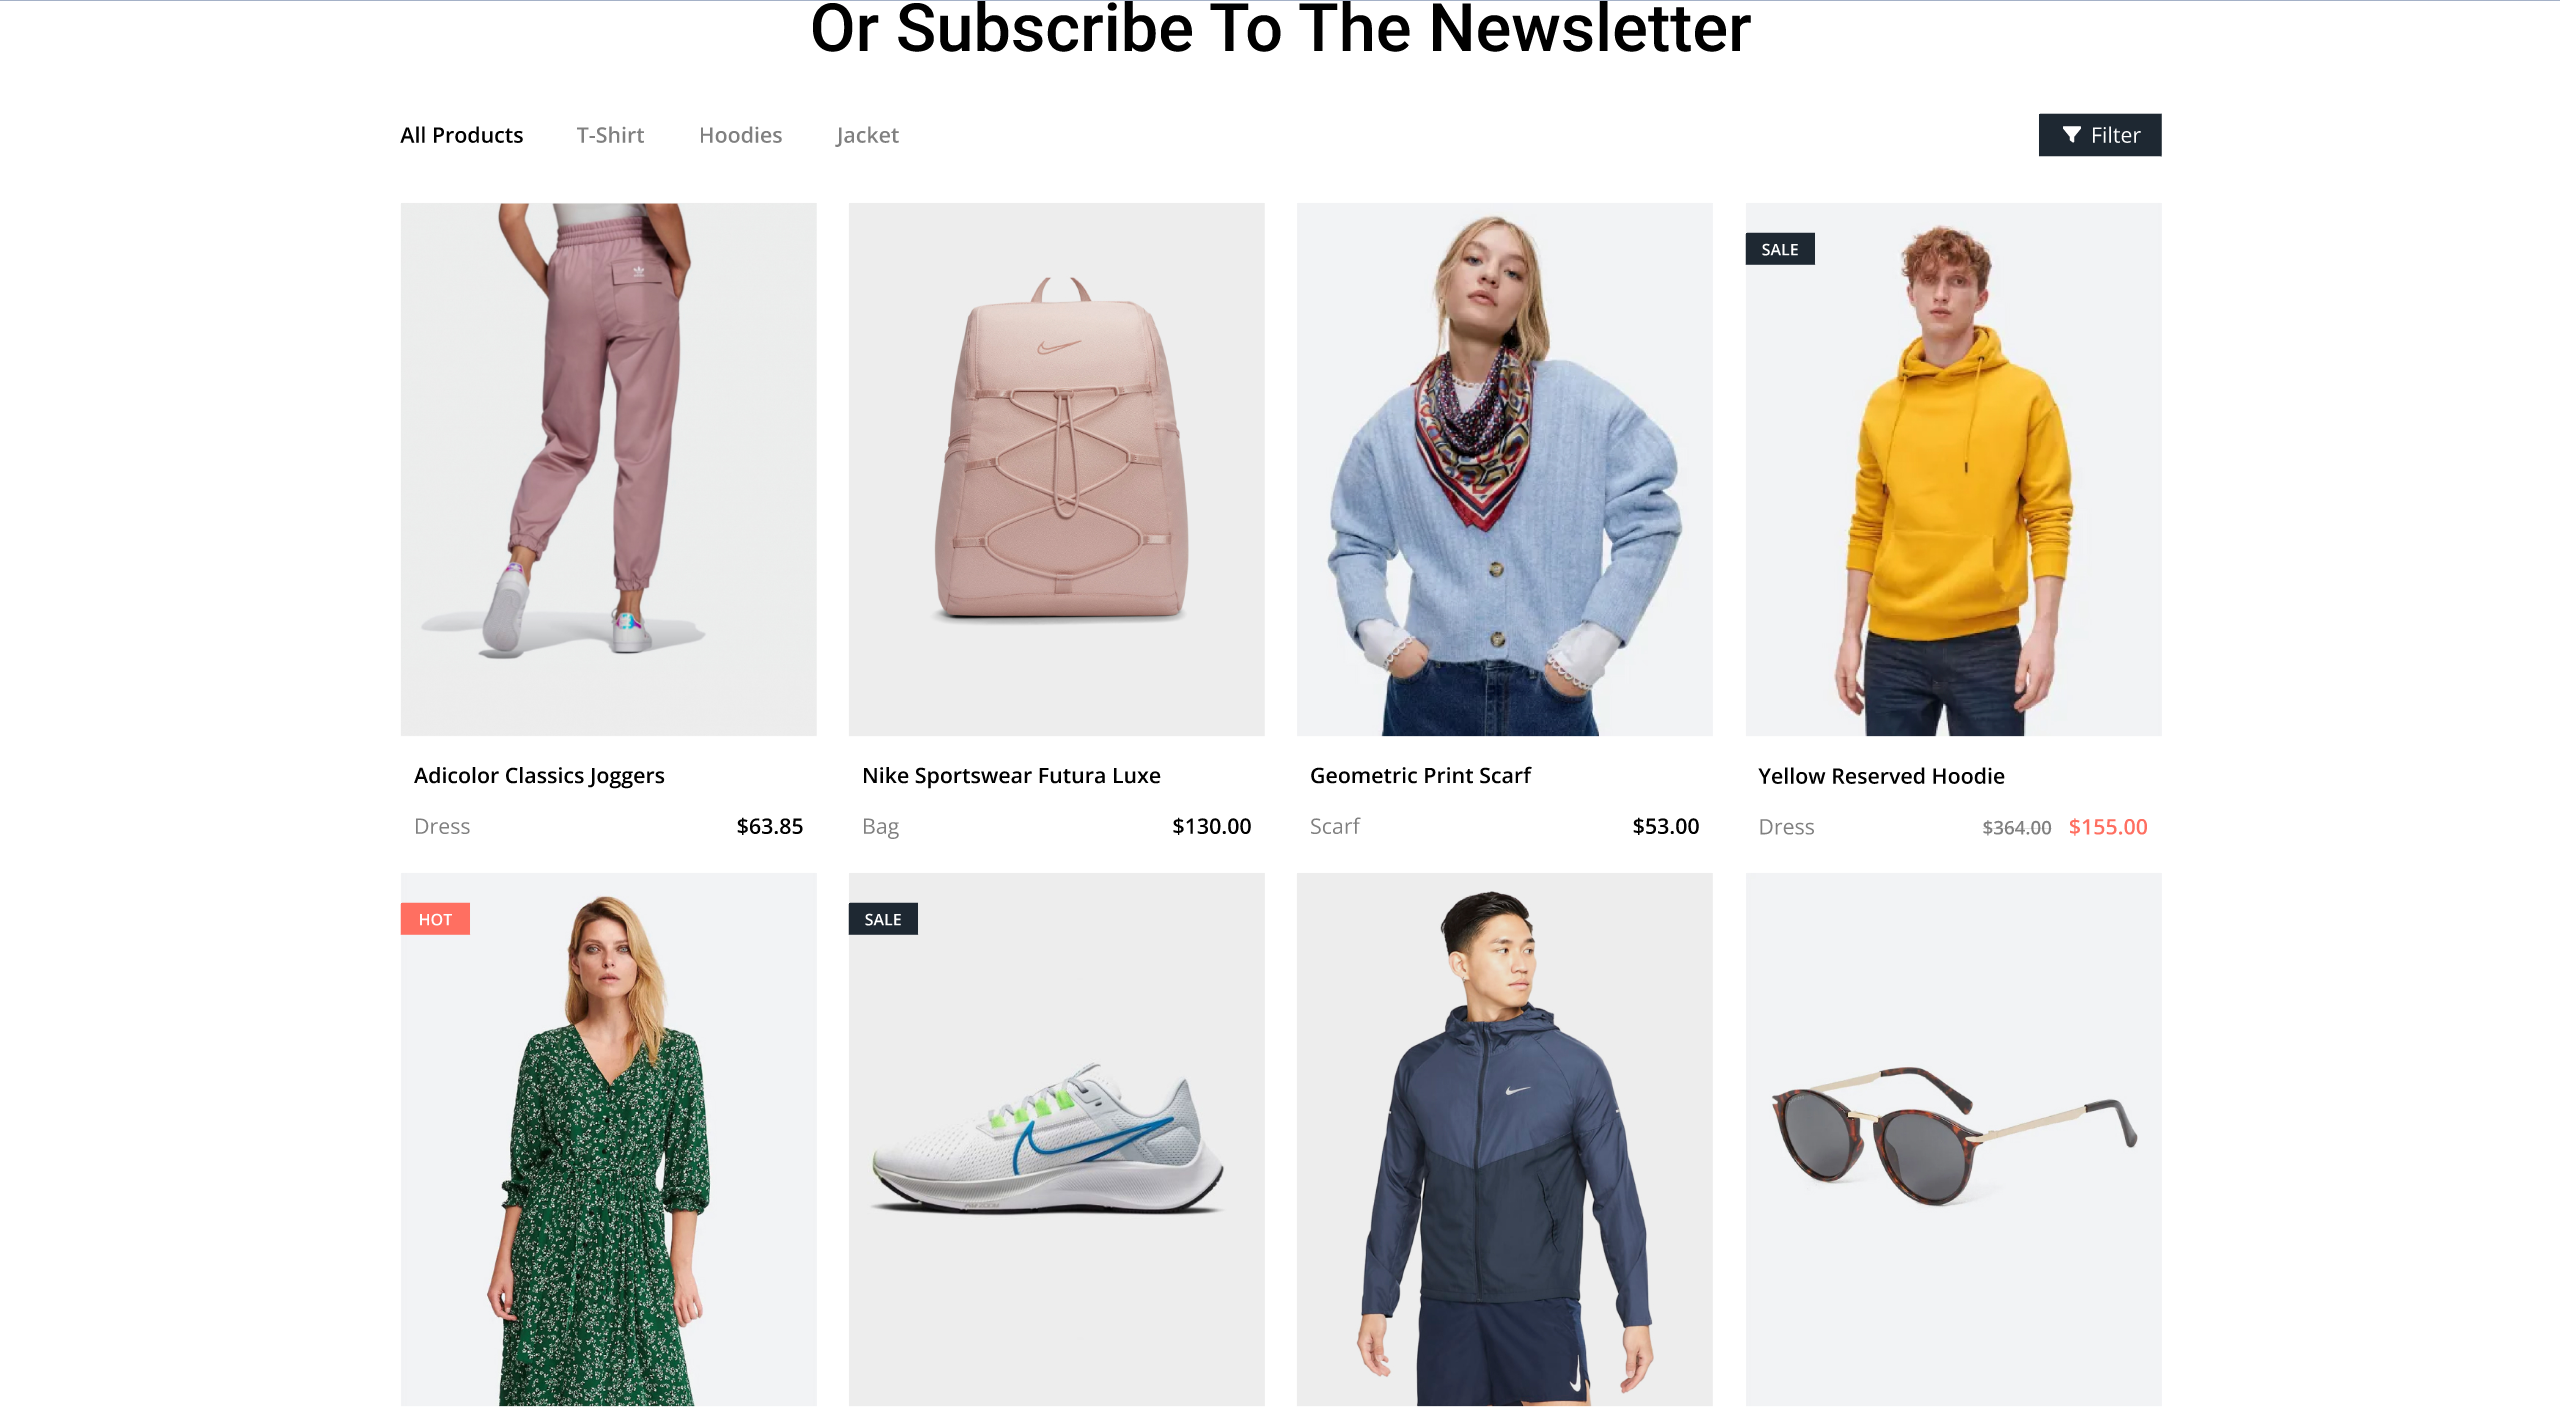 Or Subscribe To The Newsletter
All Products T-Shirt Hoodies Jacket Filter
SALE
Adicolor Classics Joggers
Dress $63.85
Nike Sportswear Futura Luxe
Bag $130.00
Geometric Print Scarf
Scarf $53.00
Yellow Reserved Hoodie
Dress $364.00 $155.00
HOT
SALE